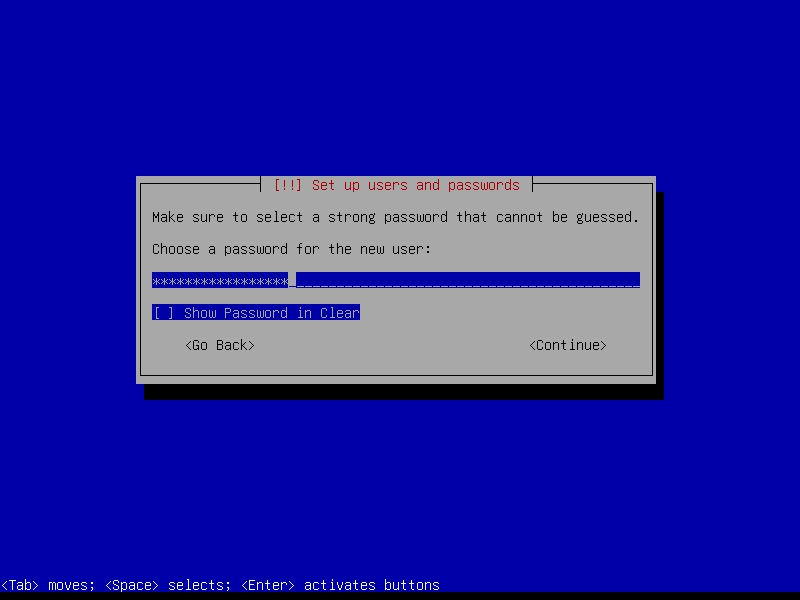 [!!] Set up users and passwords
Make sure to select a strong password that cannot be guessed.
Choose a password for the new user:
*****************
[ ] Show Password in Clear
<Go Back> <Continue>
<Tab> moves; <Space> selects; <Enter> activates buttons